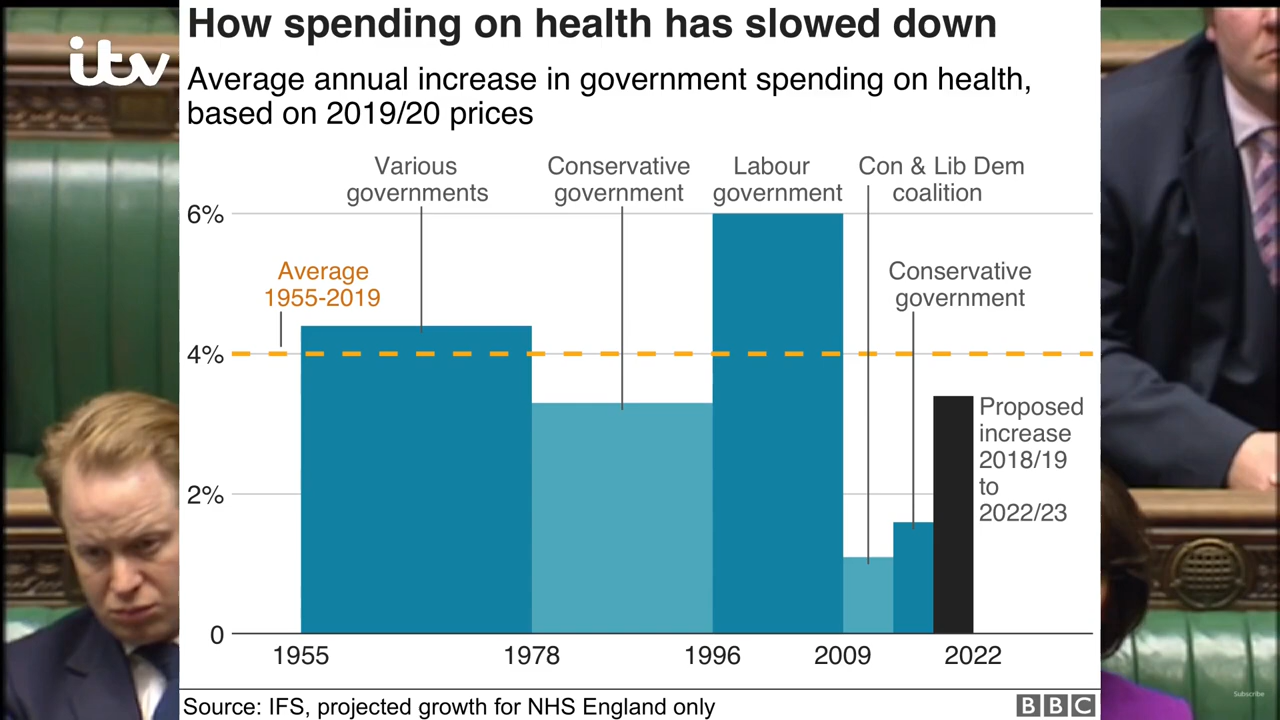 How spending on health has slowed down
itv
Average annual increase in government spending on health,
based on 2019/20 prices
Various
governments
Conservative
government
Labour
government
Con & Lib Dem
coalition
6%
Average
1955-2019
Conservative
government
4%
Proposed
increase
2018/19
to
2022/23
2%
0
1955
1978
1996
2009
2022
Source: IFS, projected growth for NHS England only
BBC
Subscribe